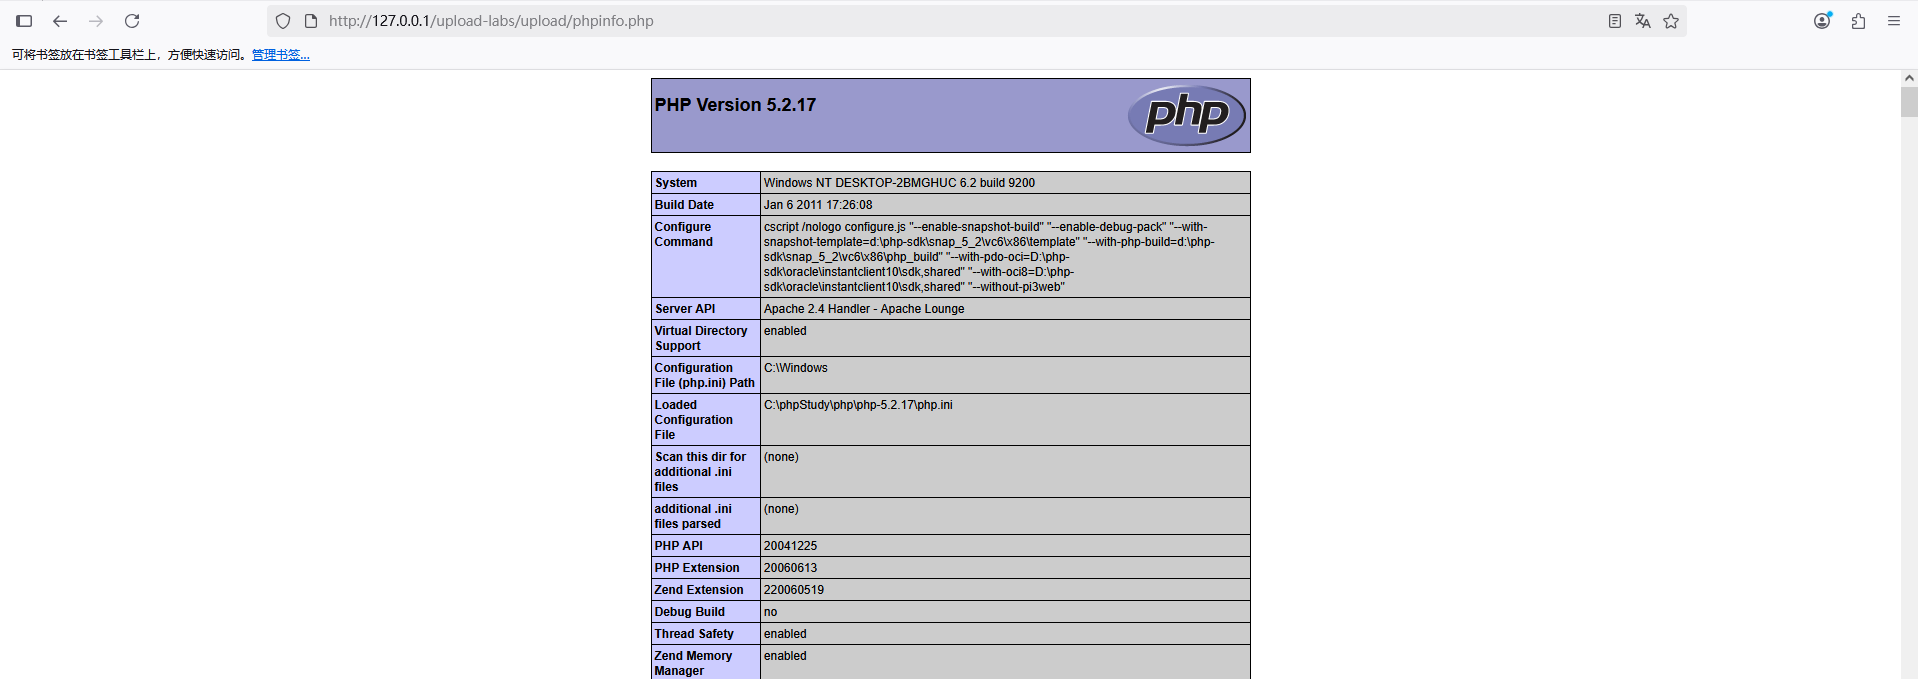 http://127.0.0.1/upload-labs/upload/phpinfo.php
可将书签放在书签工具栏上，方便快速访问。管理书签...
PHP Version 5.2.17
php
System
Windows NT DESKTOP-2BMGHUC 6.2 build 9200
Build Date
Jan 6 2011 17:26:08
Configure
Command
cscript /nologo configure.js "--enable-snapshot-build" "--enable-debug-pack" "--with-
snapshot-template=d:\php-sdk\snap_5_2\vc6\x86\template" "--with-php-build=d:\php-
sdk\snap_5_2\vc6\x86\php_build" "--with-pdo-oci=D:\php-
sdk\oracle\instantclient10\sdk,shared" "--with-oci8=D:\php-
sdk\oracle\instantclient10\sdk,shared" "--without-pi3web"
Server API
Apache 2.4 Handler - Apache Lounge
Virtual Directory
Support
enabled
Configuration
File (php.ini) Path
C:\Windows
Loaded
Configuration
File
C:\phpStudy\php\php-5.2.17\php.ini
Scan this dir for
additional .ini
files
(none)
additional .ini
files parsed
(none)
PHP API
20041225
PHP Extension
20060613
Zend Extension
220060519
Debug Build
no
Thread Safety
enabled
Zend Memory
Manager
enabled